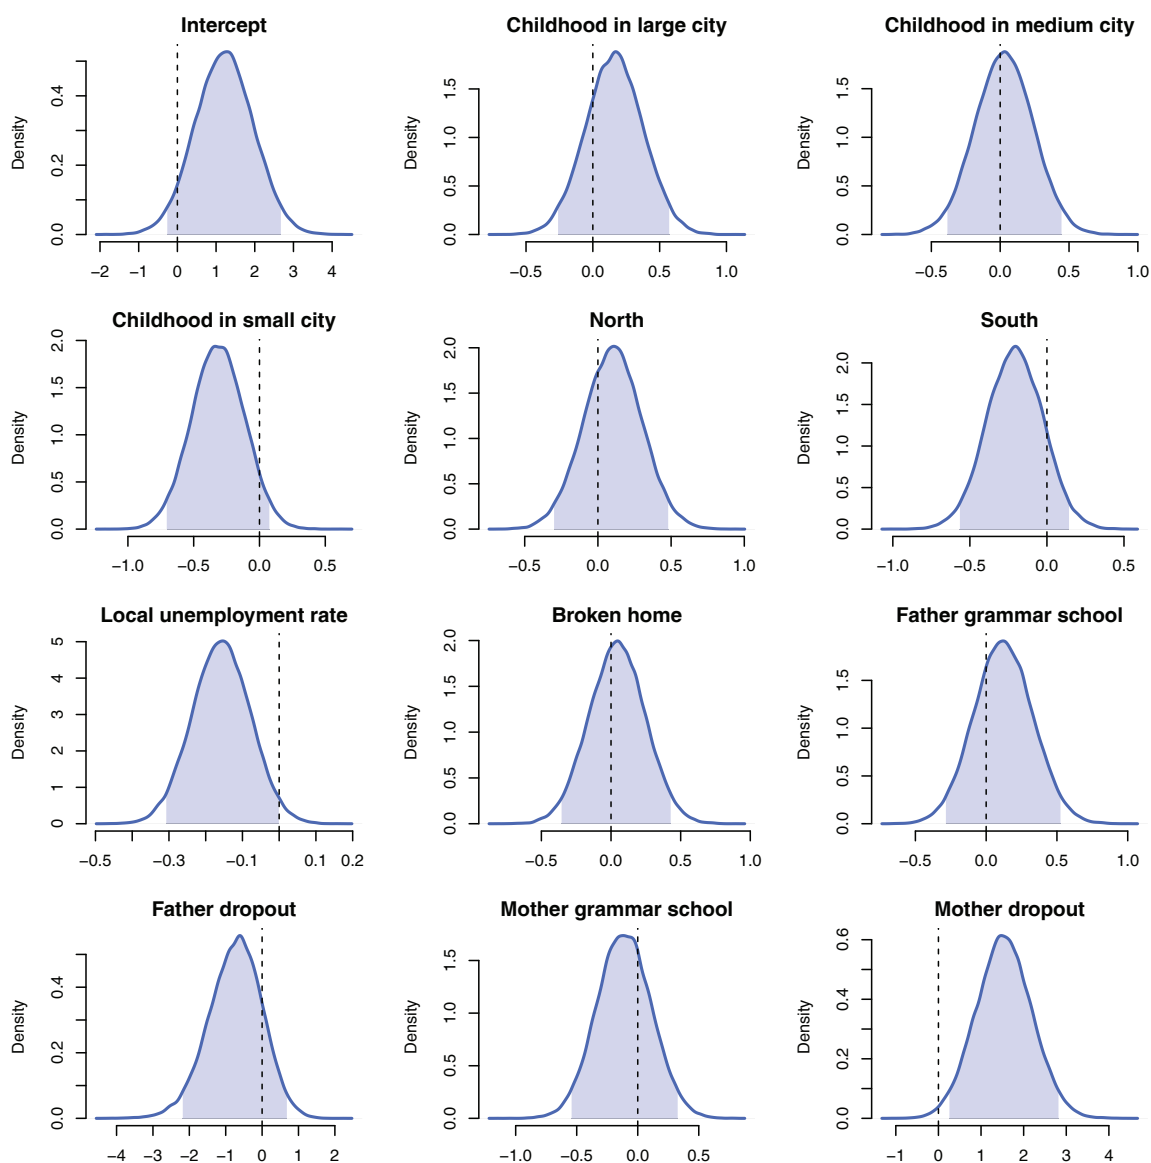 Intercept
Density
0.0 0.2 0.4
−2 −1 0 1 2 3 4
Childhood in large city
Density
0.0 0.5 1.0 1.5
−0.5 0.0 0.5 1.0
Childhood in medium city
Density
0.0 0.5 1.0 1.5
−0.5 0.0 0.5 1.0
Childhood in small city
Density
0.0 0.5 1.0 1.5 2.0
−1.0 −0.5 0.0 0.5
North
Density
0.0 0.5 1.0 1.5 2.0
−0.5 0.0 0.5 1.0
South
Density
0.0 0.5 1.0 1.5 2.0
−1.0 −0.5 0.0 0.5
Local unemployment rate
Density
0 1 2 3 4 5
−0.5 −0.3 −0.1 0.1 0.2
Broken home
Density
0.0 0.5 1.0 1.5 2.0
−0.5 0.0 0.5 1.0
Father grammar school
Density
0.0 0.5 1.0 1.5
−0.5 0.0 0.5 1.0
Father dropout
Density
0.0 0.2 0.4
−4 −3 −2 −1 0 1 2
Mother grammar school
Density
0.0 0.5 1.0 1.5
−1.0 −0.5 0.0 0.5
Mother dropout
Density
0.0 0.2 0.4 0.6
−1 0 1 2 3 4